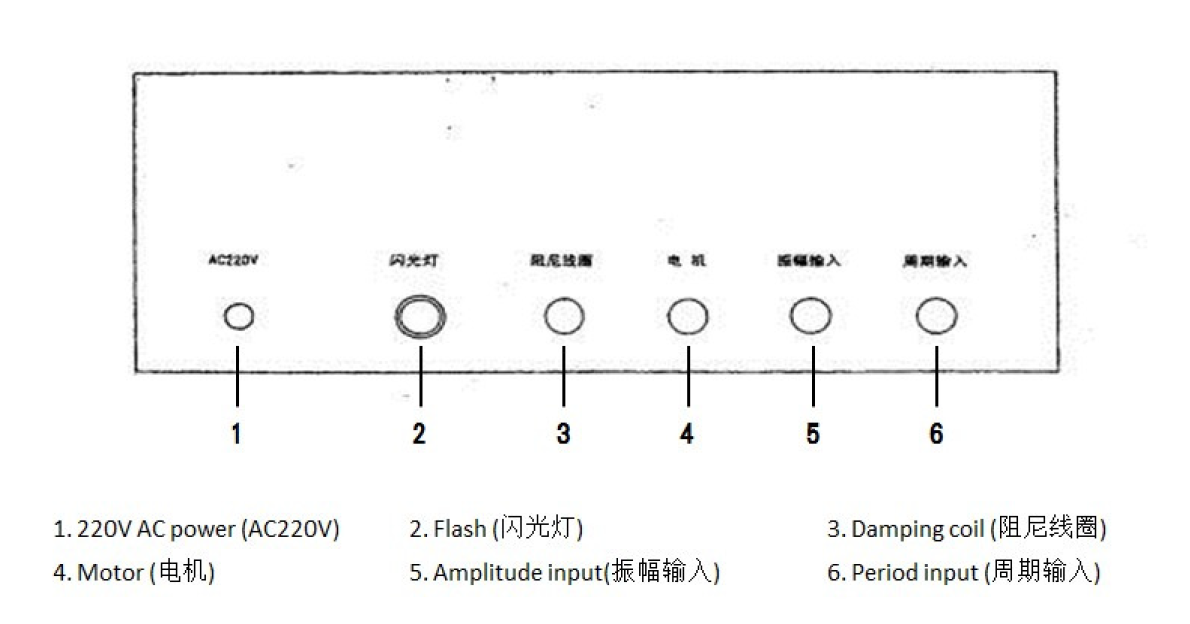 AC220V 闪光灯 阻尼线圈 电 机 振幅输入 周期输入
1 2 3 4 5 6
1. 220V AC power (AC220V) 2. Flash (闪光灯) 3. Damping coil (阻尼线圈)
4. Motor (电机) 5. Amplitude input(振幅输入) 6. Period input (周期输入)